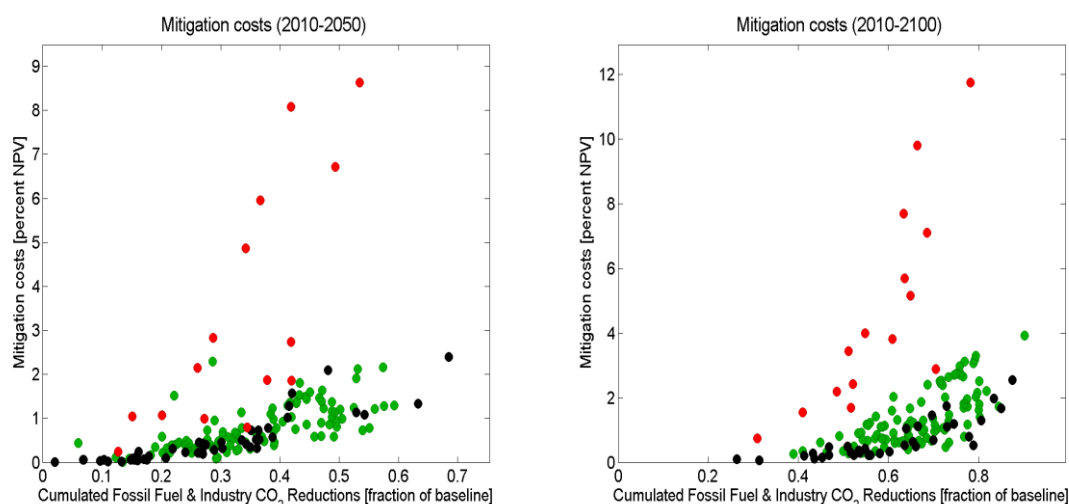 Mitigation costs (2010-2050)
Mitigation costs [percent NPV]
9
8
7
6
5
4
3
2
1
0
0 0.1 0.2 0.3 0.4 0.5 0.6 0.7
Cumulated Fossil Fuel & Industry CO2 Reductions [fraction of baseline]
Mitigation costs (2010-2100)
Mitigation costs [percent NPV]
12
10
8
6
4
2
0
0 0.2 0.4 0.6 0.8
Cumulated Fossil Fuel & Industry CO2 Reductions [fraction of baseline]